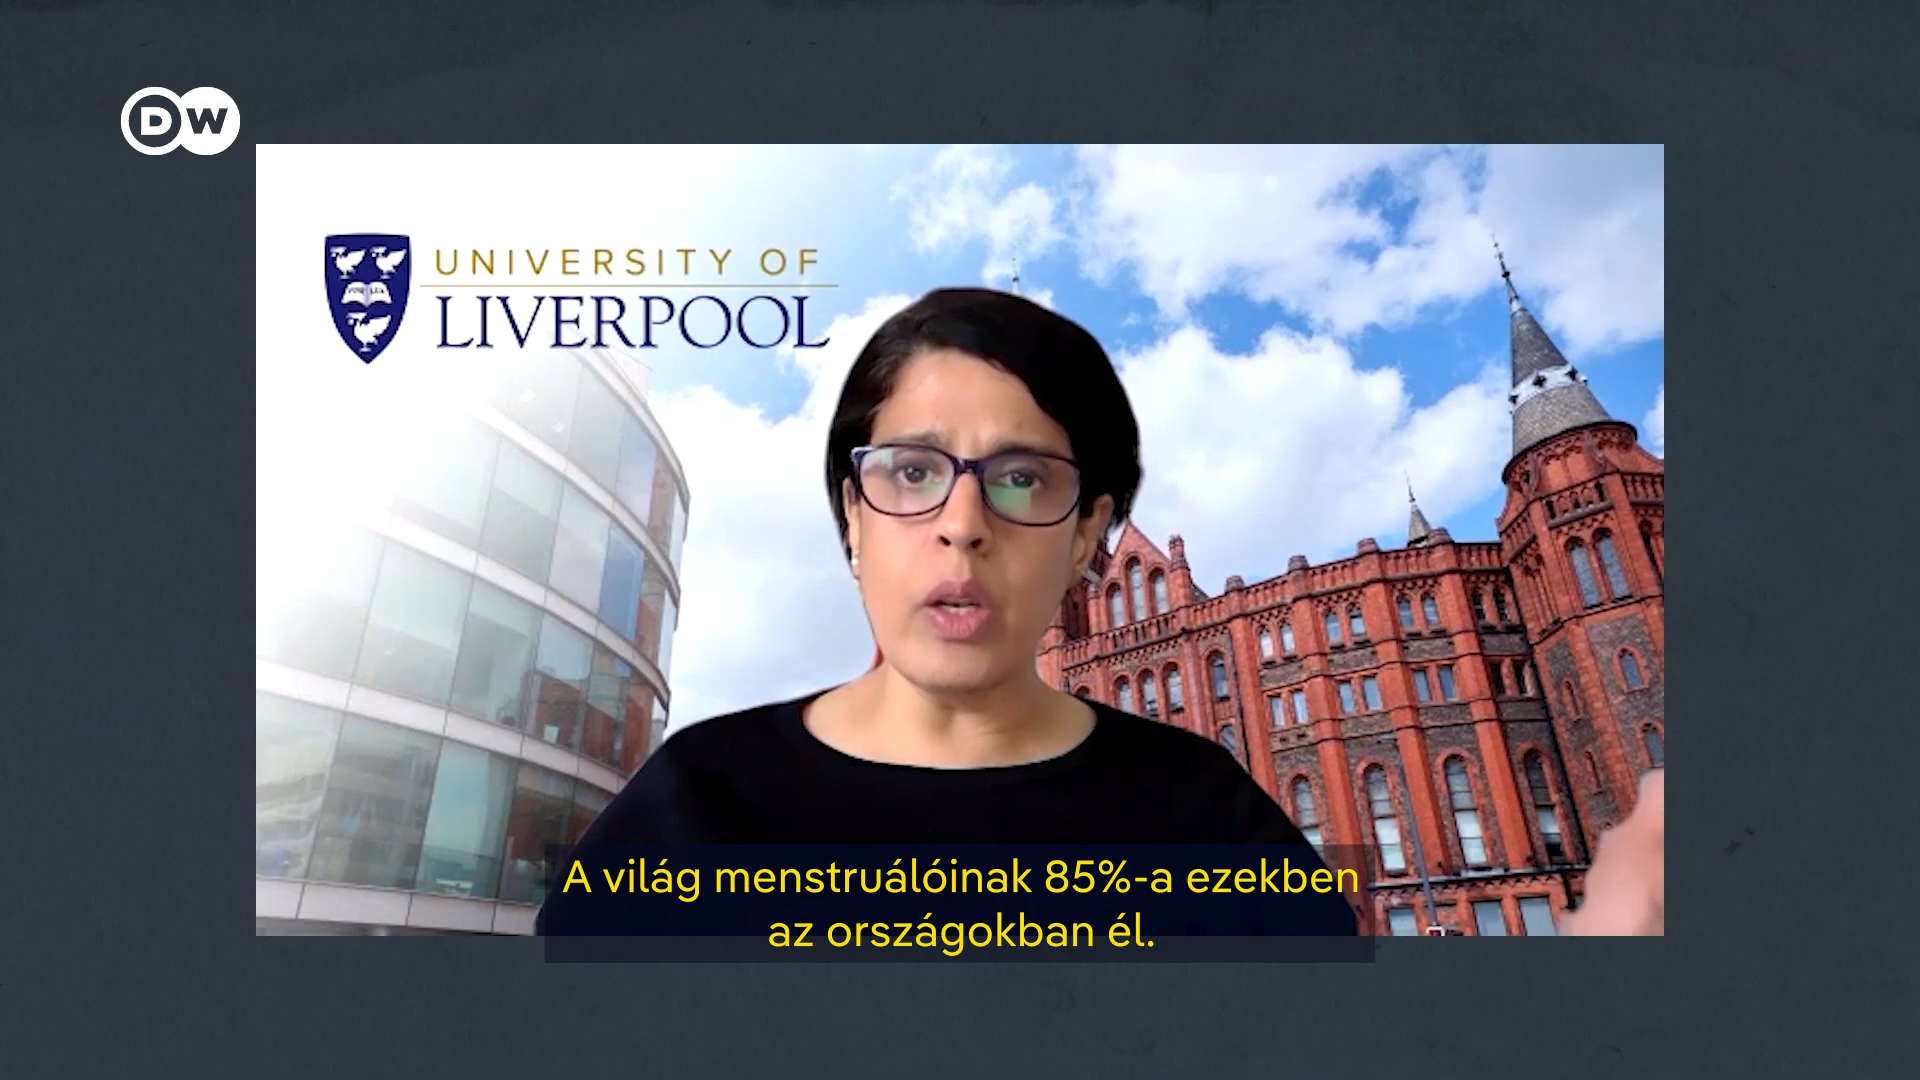 DW
UNIVERSITY OF
LIVERPOOL
A világ menstruálóinak 85%-a ezekben
az országokban él.